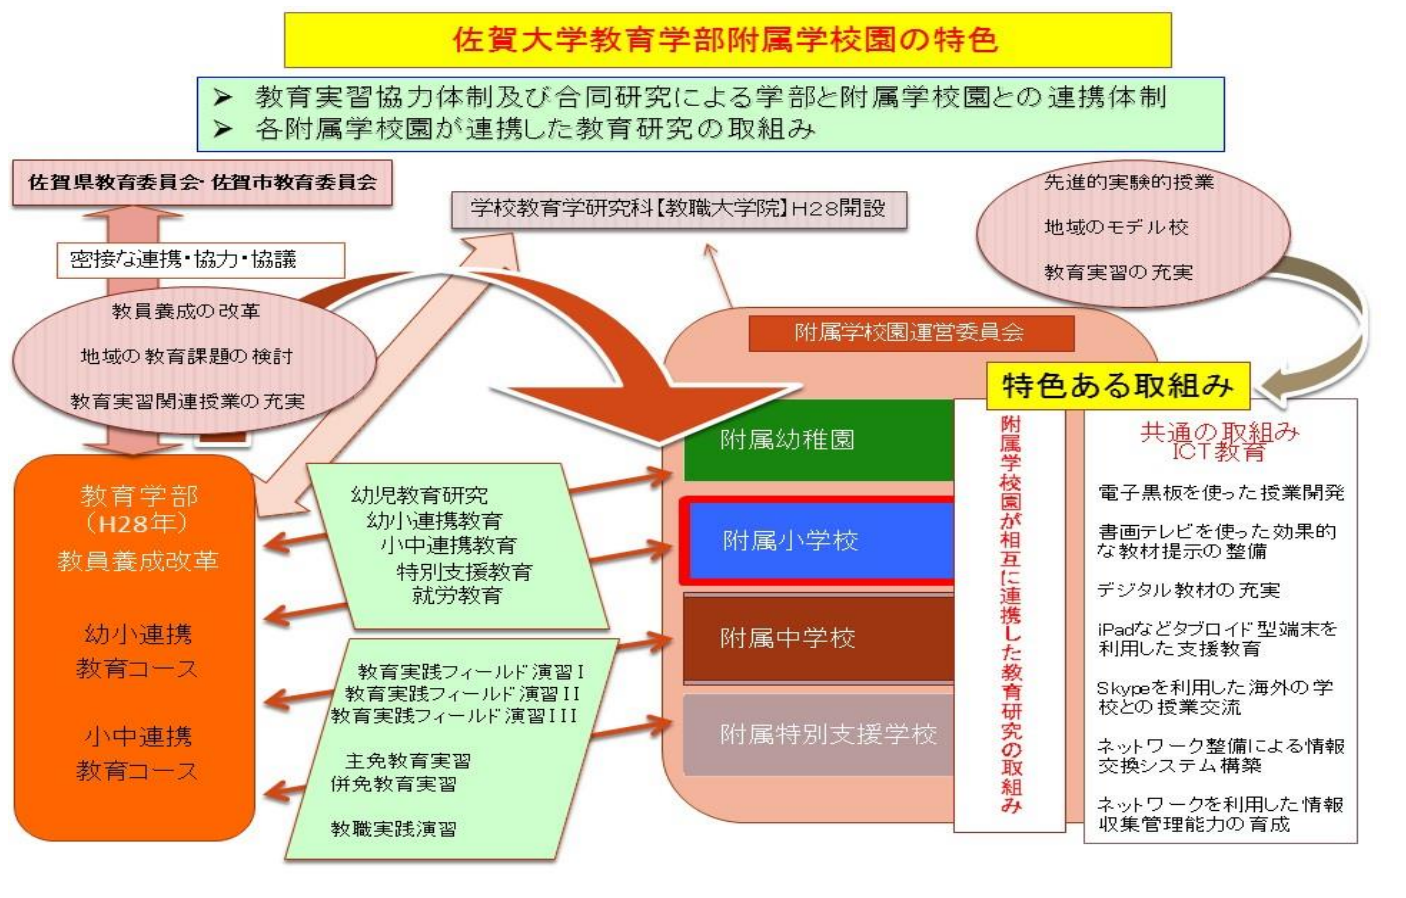 佐賀大学教育学部附属学校園の特色
➢ 教育実習協力体制及び合同研究による学部と附属学校園との連携体制
➢ 各附属学校園が連携した教育研究の取組み
佐賀県教育委員会・佐賀市教育委員会
密接な連携・協力・協議
教員養成の改革
地域の教育課題の検討
教育実習関連授業の充実
学校教育学研究科【教職大学院】H28開設
先進的実験的授業
地域のモデル校
教育実習の充実
教育学部
（H28年）
教員養成改革
幼小連携
教育コース
小中連携
教育コース
幼児教育研究
幼小連携教育
小中連携教育
特別支援教育
就労教育
教育実践フィールド演習I
教育実践フィールド演習II
教育実践フィールド演習III
主免教育実習
併免教育実習
教職実践演習
附属学校園運営委員会
附属幼稚園
附属小学校
附属中学校
附属特別支援学校
特色ある取組み
附属学校園が相互に連携した教育研究の取組み
共通の取組み
ICT教育
電子黒板を使った授業開発
書画テレビを使った効果的
な教材提示の整備
デジタル教材の充実
iPadなどタブロイド型端末を
利用した支援教育
Skypeを利用した海外の学
校との授業交流
ネットワーク整備による情報
交換システム構築
ネットワークを利用した情報
収集管理能力の育成